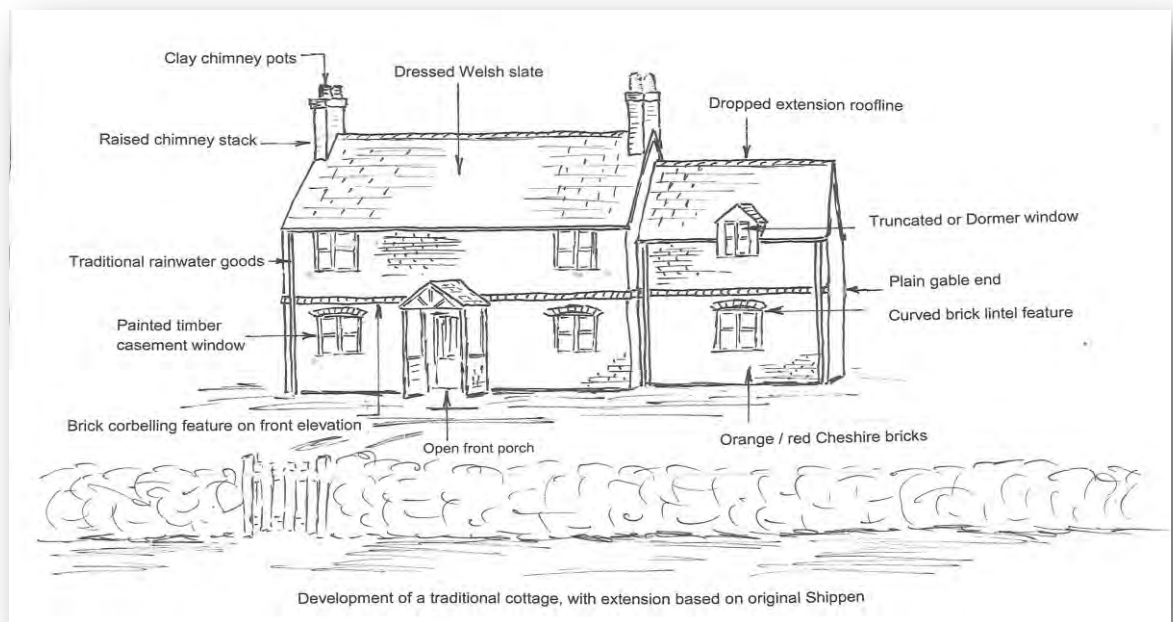 Clay chimney pots
Dressed Welsh slate
Dropped extension roofline
Raised chimney stack
Truncated or Dormer window
Traditional rainwater goods
Plain gable end
Curved brick lintel feature
Painted timber
casement window
Brick corbelling feature on front elevation
Open front porch
Orange / red Cheshire bricks
Development of a traditional cottage, with extension based on original Shippen